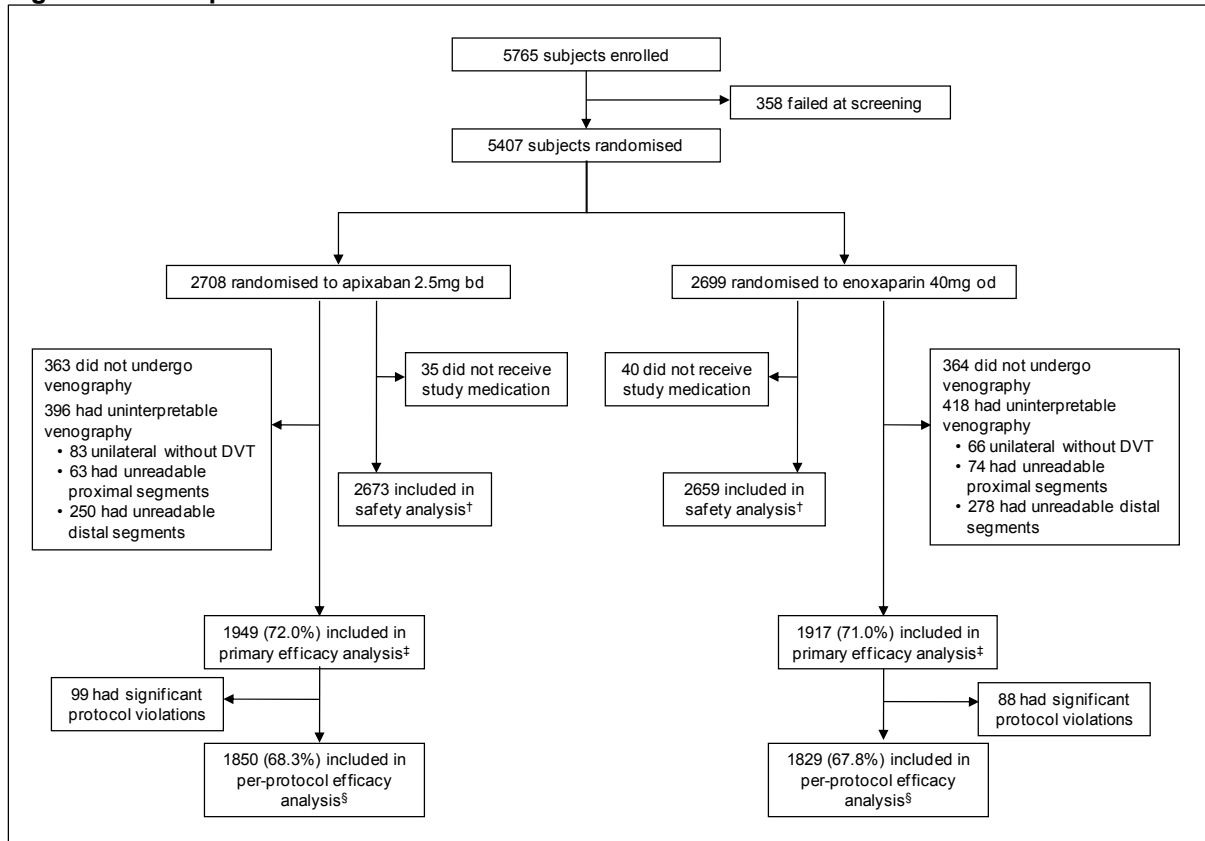 5765 subjects enrolled
358 failed at screening
5407 subjects randomised
2708 randomised to apixaban 2.5mg bd
2699 randomised to enoxaparin 40mg od
363 did not undergo
venography
396 had uninterpretable
venography
• 83 unilateral without DVT
• 63 had unreadable
proximal segments
• 250 had unreadable
distal segments
35 did not receive
study medication
40 did not receive
study medication
364 did not undergo
venography
418 had uninterpretable
venography
• 66 unilateral without DVT
• 74 had unreadable
proximal segments
• 278 had unreadable distal
segments
2673 included in
safety analysis†
2659 included in
safety analysis†
1949 (72.0%) included in
primary efficacy analysis‡
1917 (71.0%) included in
primary efficacy analysis‡
99 had significant
protocol violations
88 had significant
protocol violations
1850 (68.3%) included in
per-protocol efficacy
analysis§
1829 (67.8%) included in
per-protocol efficacy
analysis§